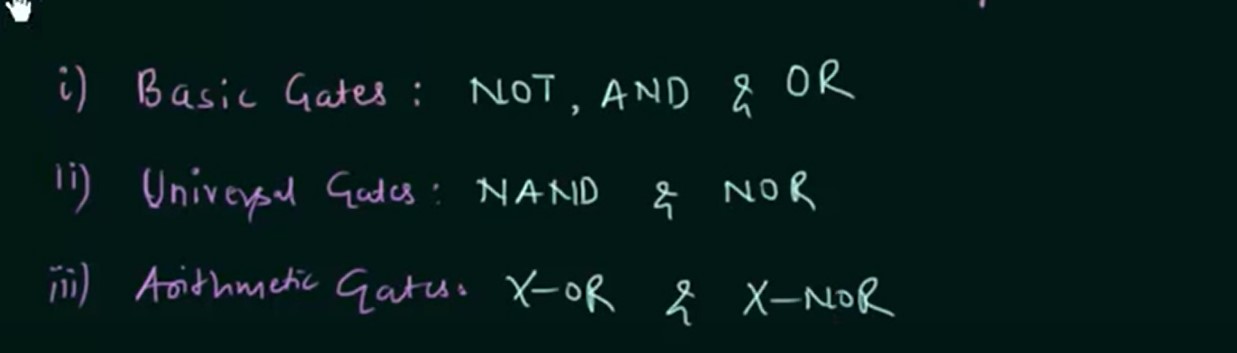 i) Basic Gates : NOT, AND & OR
ii) Universal Gates : NAND & NOR
iii) Arithmetic Gates. X-OR & X-NOR